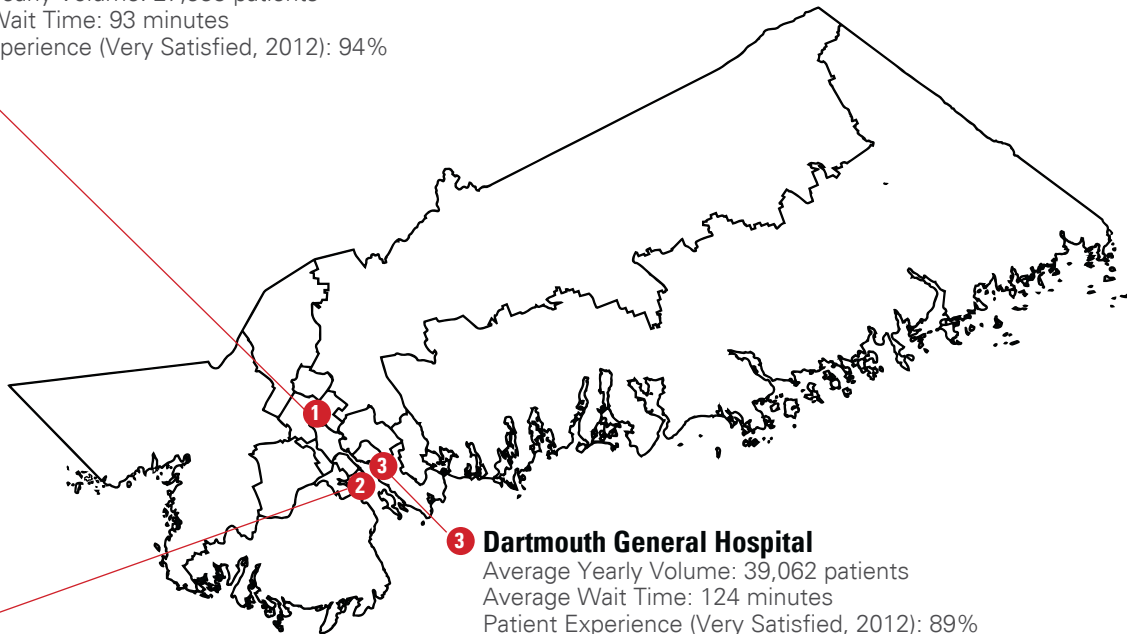 Wait Time: 93 minutes
perience (Very Satisfied, 2012): 94%
1
3
2
3 Dartmouth General Hospital
Average Yearly Volume: 39,062 patients
Average Wait Time: 124 minutes
Patient Experience (Very Satisfied, 2012): 89%